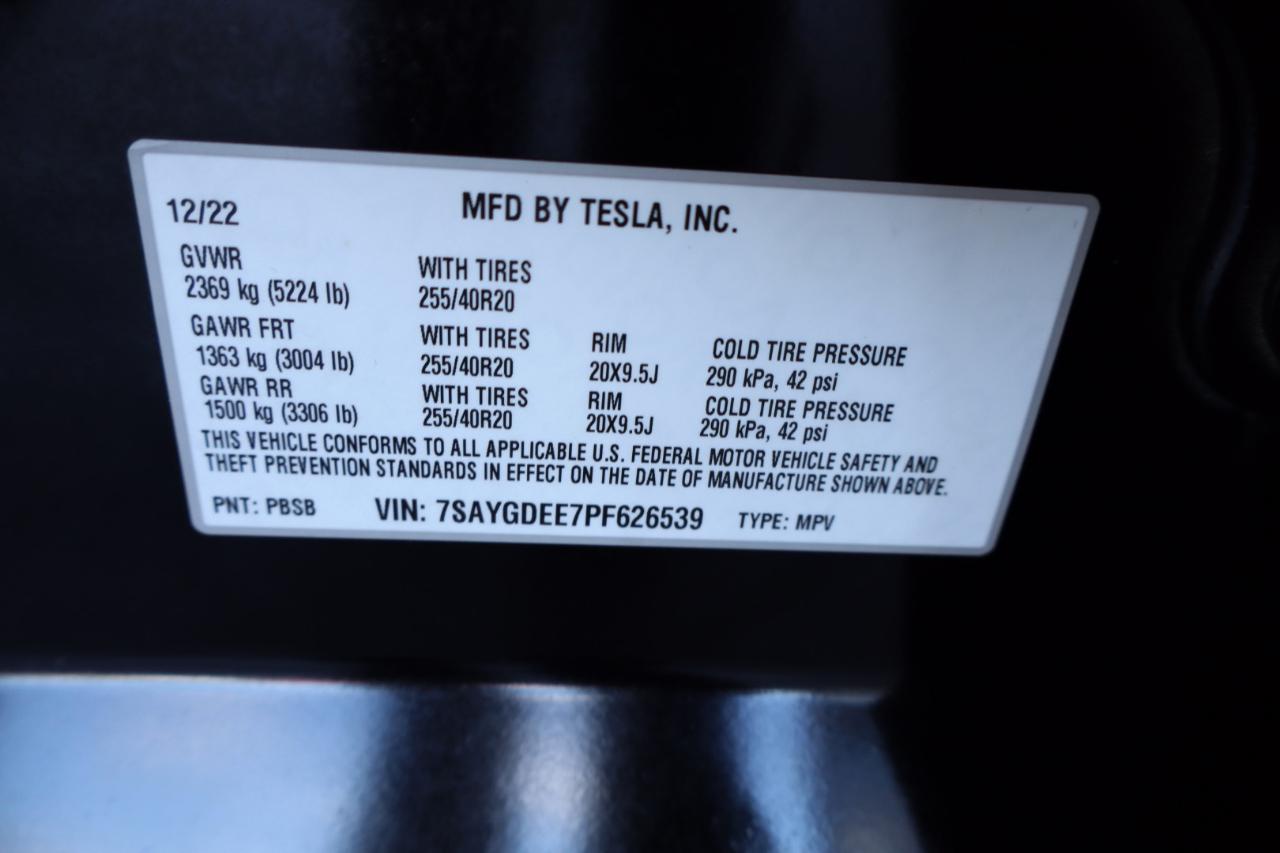 12/22 MFD BY TESLA, INC.
GVWR WITH TIRES
2369 kg (5224 lb) 255/40R20
GAWR FRT WITH TIRES RIM COLD TIRE PRESSURE
1363 kg (3004 lb) 255/40R20 20X9.5J 290 kPa, 42 psi
GAWR RR WITH TIRES RIM COLD TIRE PRESSURE
1500 kg (3306 lb) 255/40R20 20X9.5J 290 kPa, 42 psi
THIS VEHICLE CONFORMS TO ALL APPLICABLE U.S. FEDERAL MOTOR VEHICLE SAFETY AND
THEFT PREVENTION STANDARDS IN EFFECT ON THE DATE OF MANUFACTURE SHOWN ABOVE.
PNT: PBSB VIN: 7SAYGDEE7PF626539 TYPE: MPV